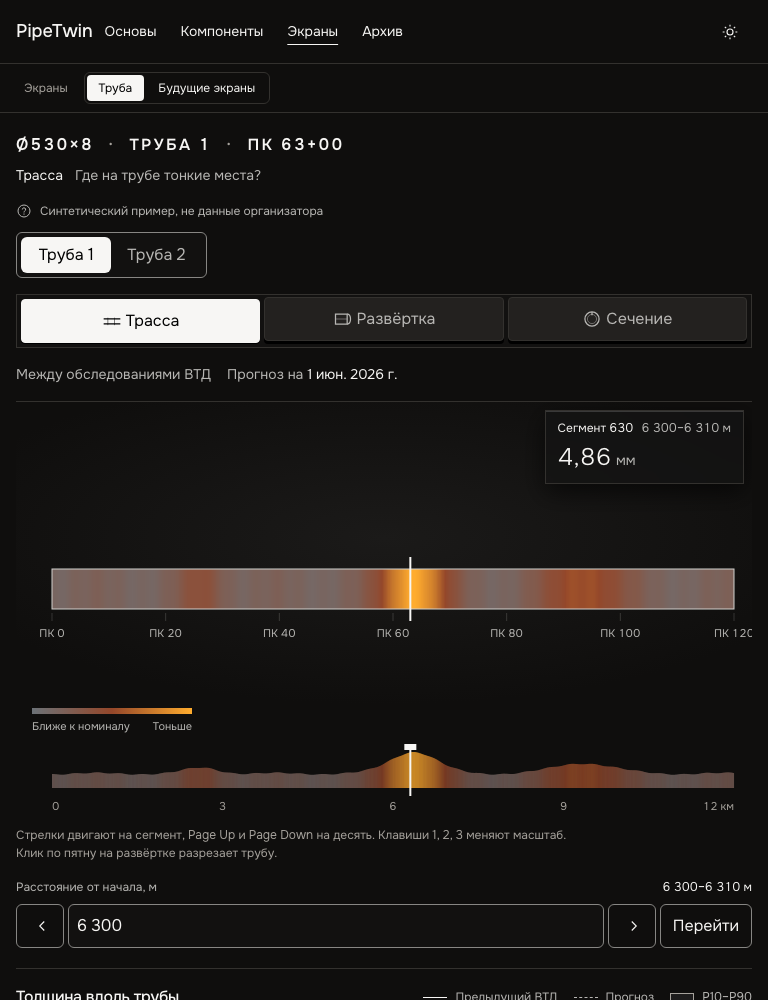 PipeTwin Основы Компоненты Экраны Архив
Экраны Труба Будущие экраны
Ø530×8 · ТРУБА 1 · ПК 63+00
Трасса Где на трубе тонкие места?
Синтетический пример, не данные организатора
Труба 1 Труба 2
Трасса Развёртка Сечение
Между обследованиями ВТД Прогноз на 1 июн. 2026 г.
Сегмент 630 6 300–6 310 м
4,86 мм
ПК 0 ПК 20 ПК 40 ПК 60 ПК 80 ПК 100 ПК 120
Ближе к номиналу Тоньше
0 3 6 9 12 км
Стрелки двигают на сегмент, Page Up и Page Down на десять. Клавиши 1, 2, 3 меняют масштаб.
Клик по пятну на развёртке разрезает трубу.
Расстояние от начала, м 6 300–6 310 м
6 300 Перейти
Толщина вдоль трубы Предыдущий ВТД Прогноз P10–P90